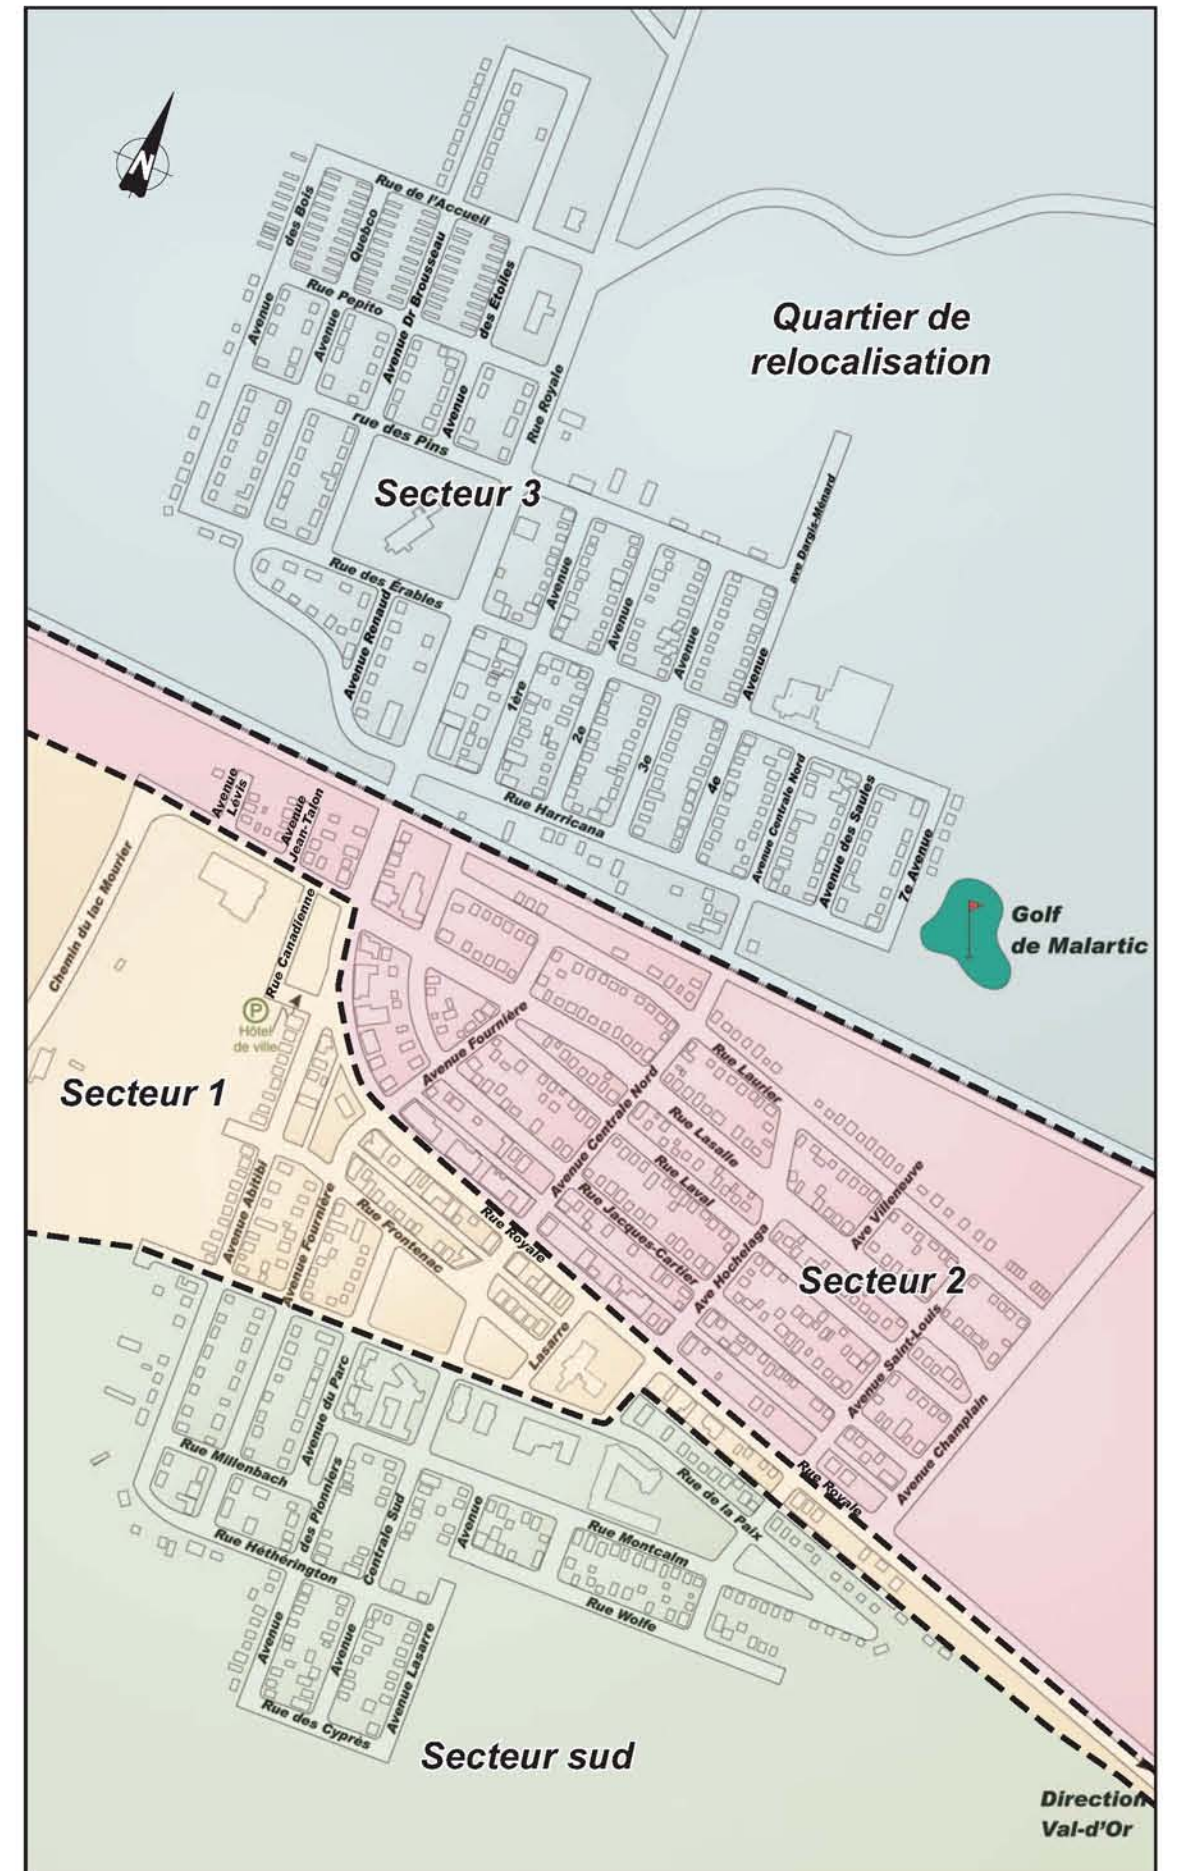 N
Rue de l'Accueil
des Bois
Quebco
Avenue Dr Brousseau
des Étoiles
Rue Pepito
Avenue
Avenue
Avenue
Rue Royale
rue des Pins
Quartier de
relocalisation
Secteur 3
ave Dargis-Ménard
Rue des Érables
Avenue Renaud
Avenue
Avenue
Avenue
Avenue
1ère
2e
3e
4e
Rue Harricana
Avenue Centrale Nord
Avenue des Saules
7e Avenue
Golf
de Malartic
Avenue
Lévis
Avenue
Jean-Talon
Chemin du lac Mourier
Rue Canadienne
P
Hôtel
de ville
Secteur 1
Avenue Fournière
Avenue Centrale Nord
Rue Laurier
Rue Lasalle
Rue Laval
Rue Jacques-Cartier
Ave Hochelaga
Ave Villeneuve
Secteur 2
Avenue Saint-Louis
Avenue Champlain
Avenue Abitibi
Avenue Fournière
Rue Frontenac
Rue Royale
Lasarre
Rue Royale
Avenue du Parc
Rue Millenbach
des Pionniers
Centrale Sud
Avenue
Rue Héthérington
Rue de la Paix
Rue Montcalm
Rue Wolfe
Avenue
Avenue
Avenue Lasarre
Rue des Cyprès
Secteur sud
Direction
Val-d'Or